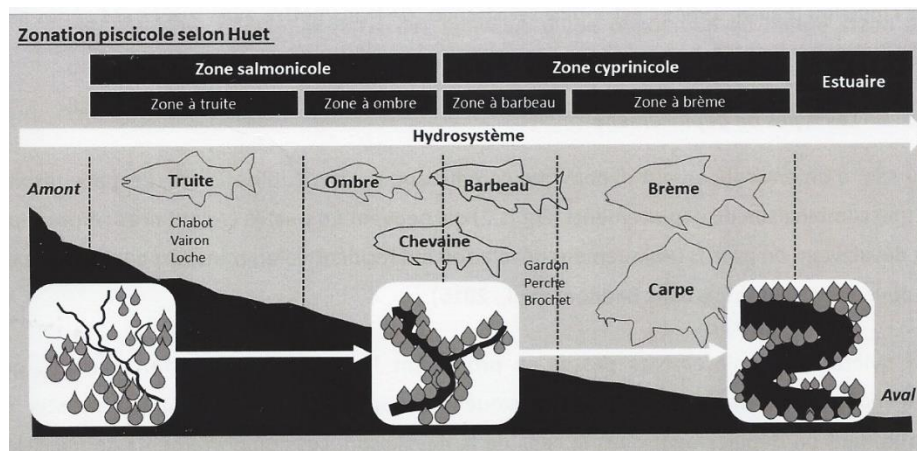 Zonation piscicole selon Huet
Zone salmonicole
Zone cyprinicole
Estuaire
Zone à truite
Zone à ombre
Zone à barbeau
Zone à brème
Hydrosystème
Amont
Truite
Ombre
Barbeau
Brème
Chabot
Vairon
Loche
Chevaine
Gardon
Perche
Brochet
Carpe
Aval